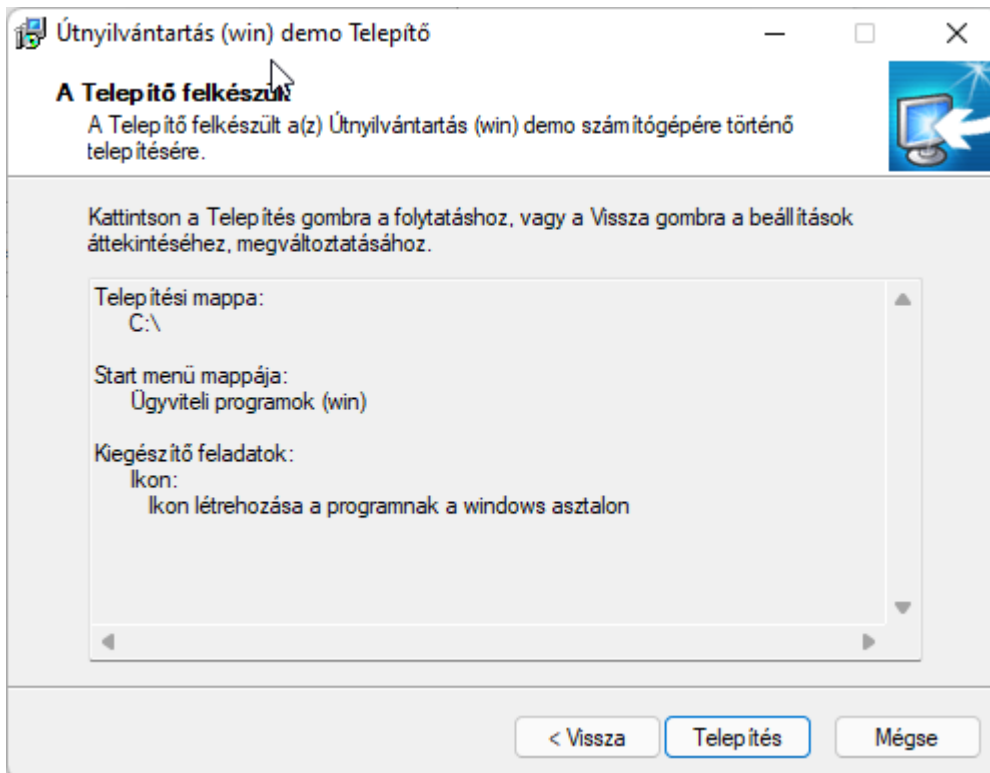 Útnyilvántartás (win) demo Telepítő
A Telepítő felkészült
A Telepítő felkészült a(z) Útnyilvántartás (win) demo számítógépére történő
telepítésére.
Kattintson a Telepítés gombra a folytatáshoz, vagy a Vissza gombra a beállítások
áttekintéséhez, megváltoztatásához.
Telepítési mappa:
C:\
Start menü mappája:
Ügyviteli programok (win)
Kiegészítő feladatok:
Ikon:
Ikon létrehozása a programnak a windows asztalon
< Vissza
Telepítés
Mégse